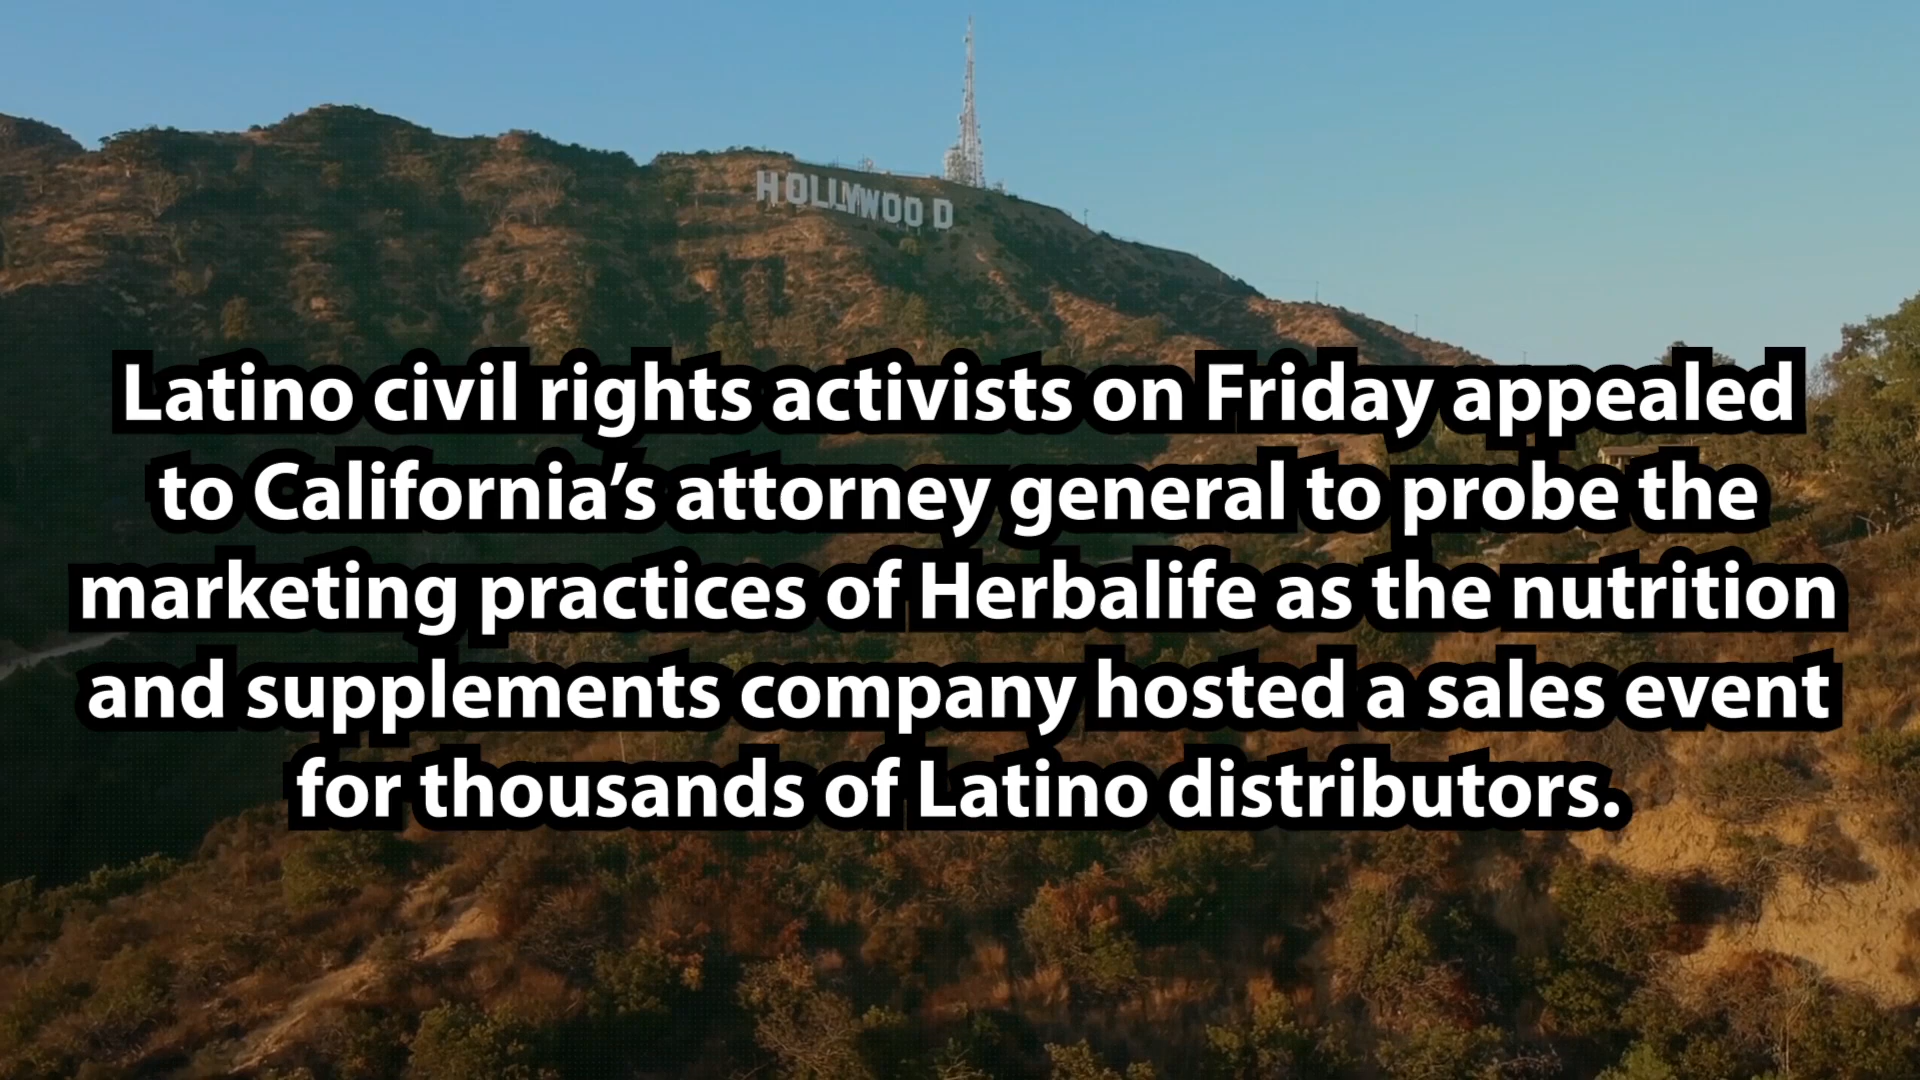 HOLLYWOOD
Latino civil rights activists on Friday appealed
to California’s attorney general to probe the
marketing practices of Herbalife as the nutrition
and supplements company hosted a sales event
for thousands of Latino distributors.